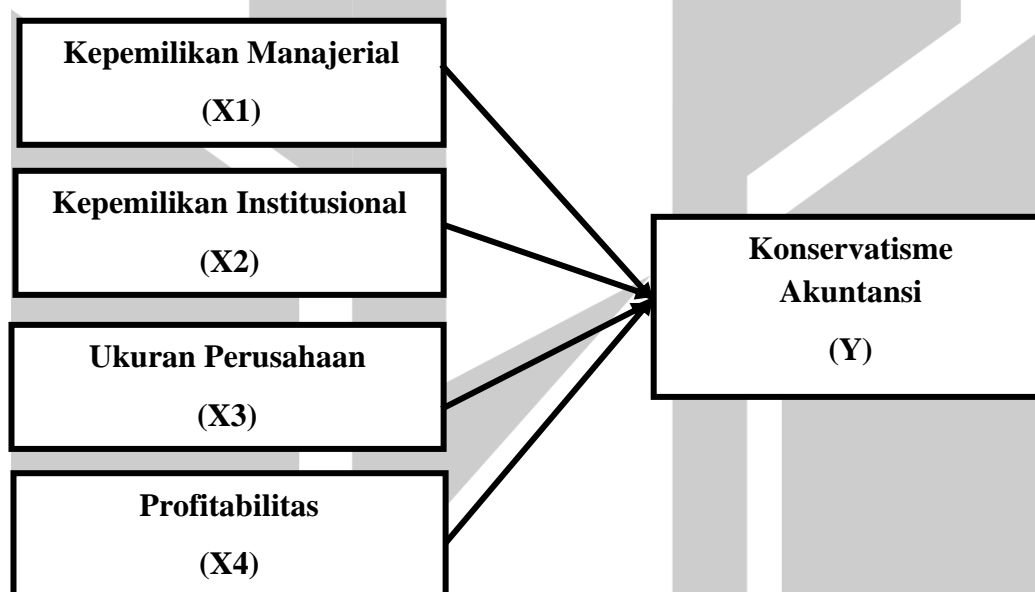 Kepemilikan Manajerial
(X1)
Kepemilikan Institusional
(X2)
Ukuran Perusahaan
(X3)
Profitabilitas
(X4)
Konservatisme
Akuntansi
(Y)